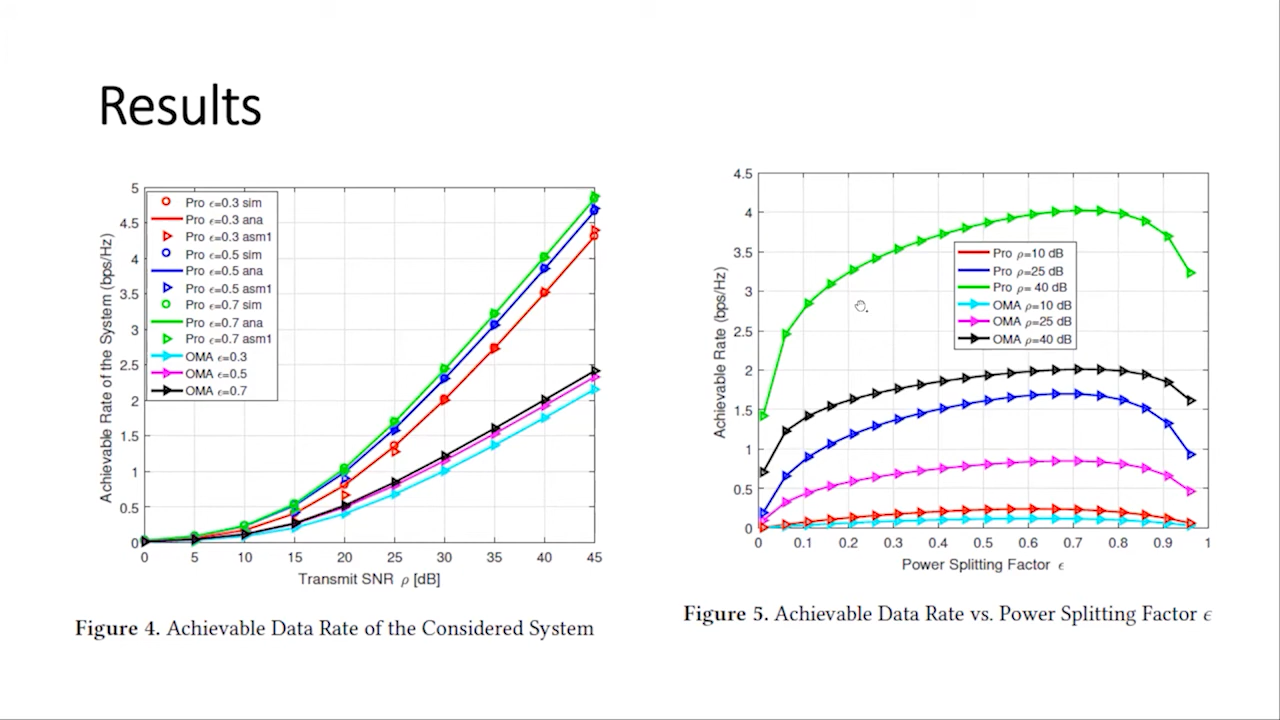 Results
Achievable Rate of the System (bps/Hz)
5
4.5
4
3.5
3
2.5
2
1.5
1
0.5
0
Pro ϵ=0.3 sim
Pro ϵ=0.3 ana
Pro ϵ=0.3 asm1
Pro ϵ=0.5 sim
Pro ϵ=0.5 ana
Pro ϵ=0.5 asm1
Pro ϵ=0.7 sim
Pro ϵ=0.7 ana
Pro ϵ=0.7 asm1
OMA ϵ=0.3
OMA ϵ=0.5
OMA ϵ=0.7
0 5 10 15 20 25 30 35 40 45
Transmit SNR ρ [dB]
Figure 4. Achievable Data Rate of the Considered System
Achievable Rate (bps/Hz)
4.5
4
3.5
3
2.5
2
1.5
1
0.5
0
Pro ρ=10 dB
Pro ρ=25 dB
Pro ρ= 40 dB
OMA ρ=10 dB
OMA ρ=25 dB
OMA ρ=40 dB
0 0.1 0.2 0.3 0.4 0.5 0.6 0.7 0.8 0.9 1
Power Splitting Factor ϵ
Figure 5. Achievable Data Rate vs. Power Splitting Factor ϵ